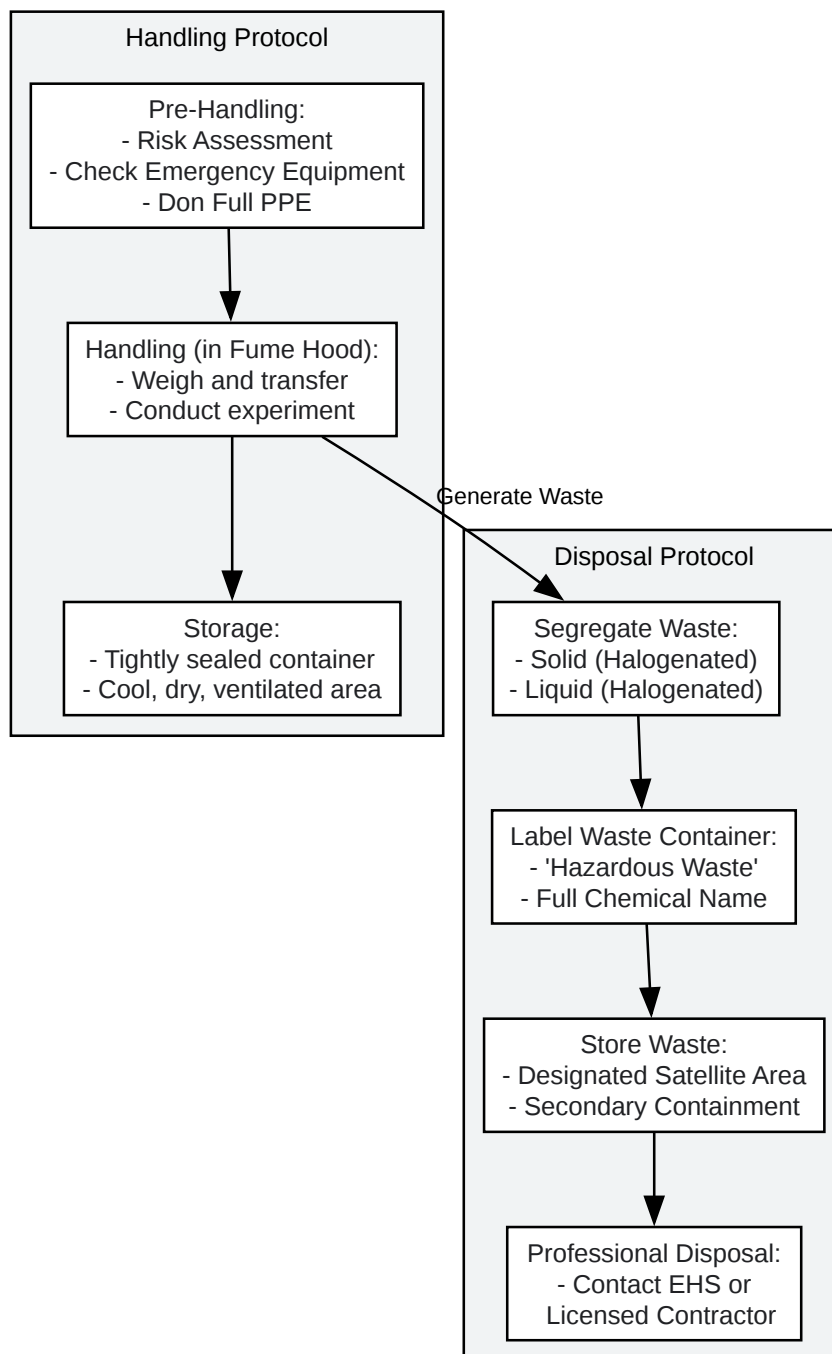 Handling Protocol
Pre-Handling:
- Risk Assessment
- Check Emergency Equipment
- Don Full PPE
Handling (in Fume Hood):
- Weigh and transfer
- Conduct experiment
Generate Waste
Storage:
- Tightly sealed container
- Cool, dry, ventilated area
Disposal Protocol
Segregate Waste:
- Solid (Halogenated)
- Liquid (Halogenated)
Label Waste Container:
- 'Hazardous Waste'
- Full Chemical Name
Store Waste:
- Designated Satellite Area
- Secondary Containment
Professional Disposal:
- Contact EHS or
Licensed Contractor